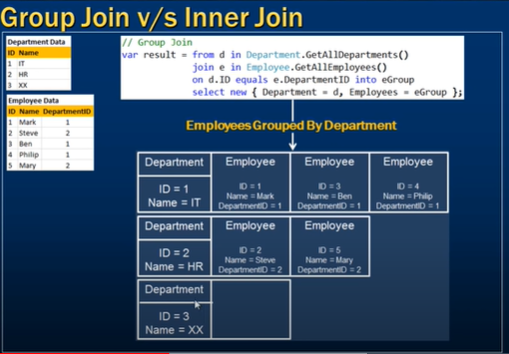 Group Join v/s Inner Join
Department Data
ID Name
1 IT
2 HR
3 XX
Employee Data
ID Name DepartmentID
1 Mark 1
2 Steve 2
3 Ben 1
4 Philip 1
5 Mary 2
// Group Join
var result = from d in Department.GetAllDepartments()
join e in Employee.GetAllEmployees()
on d.ID equals e.DepartmentID into eGroup
select new { Department = d, Employees = eGroup };
Employees Grouped By Department
Department Employee Employee Employee
ID = 1
Name = IT
ID = 1
Name = Mark
DepartmentID = 1
ID = 3
Name = Ben
DepartmentID = 1
ID = 4
Name = Philip
DepartmentID = 1
Department Employee Employee
ID = 2
Name = HR
ID = 2
Name = Steve
DepartmentID = 2
ID = 5
Name = Mary
DepartmentID = 2
Department
ID = 3
Name = XX